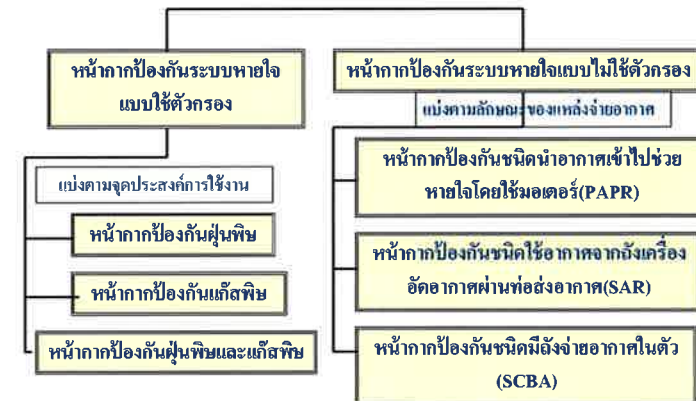 หน้ากากป้องกันระบบหายใจ
แบบใช้ตัวกรอง
แบ่งตามจุดประสงค์การใช้งาน
หน้ากากป้องกันฝุ่นพิษ
หน้ากากป้องกันแก๊สพิษ
หน้ากากป้องกันฝุ่นพิษและแก๊สพิษ
หน้ากากป้องกันระบบหายใจแบบไม่ใช้ตัวกรอง
แบ่งตามลักษณะของแหล่งจ่ายอากาศ
หน้ากากป้องกันชนิดนำอากาศเข้าไปช่วย
หายใจโดยใช้มอเตอร์(PAPR)
หน้ากากป้องกันชนิดใช้อากาศจากถังเครื่อง
อัดอากาศผ่านท่อส่งอากาศ(SAR)
หน้ากากป้องกันชนิดมีถังจ่ายอากาศในตัว
(SCBA)